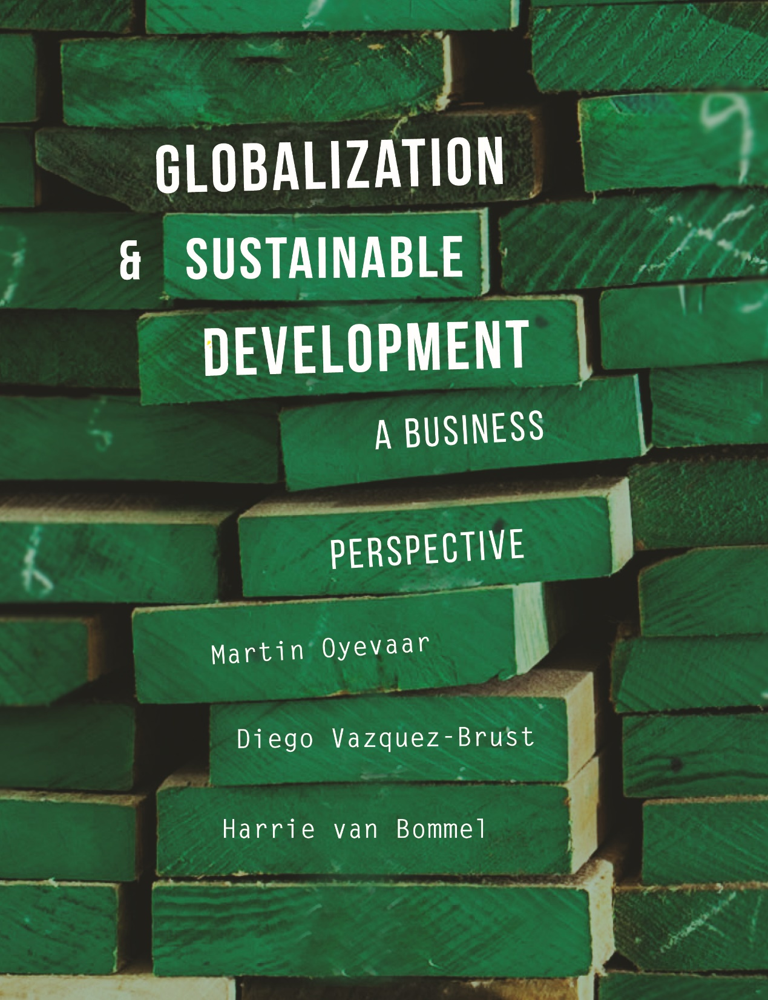 GLOBALIZATION
& SUSTAINABLE
DEVELOPMENT
A BUSINESS
PERSPECTIVE
Martin Oyevaar
Diego Vazquez-Brust
Harrie van Bommel